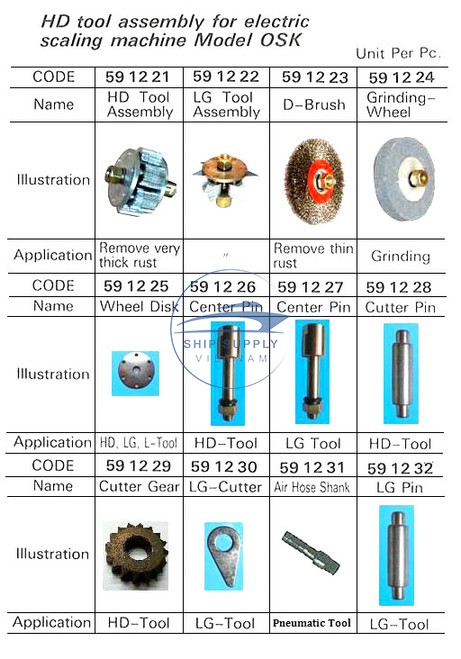 HD tool assembly for electric
scaling machine Model OSK
Unit Per Pc.
CODE 59 12 21 59 12 22 59 12 23 59 12 24
Name HD Tool Assembly LG Tool Assembly D-Brush Grinding-Wheel
Illustration
Application Remove very thick rust 〃 Remove thin rust Grinding
CODE 59 12 25 59 12 26 59 12 27 59 12 28
Name Wheel Disk Center Pin Center Pin Cutter Pin
SHIP SUPPLY
VIETNAM
Illustration
Application HD, LG, L-Tool HD-Tool LG Tool HD-Tool
CODE 59 12 29 59 12 30 59 12 31 59 12 32
Name Cutter Gear LG-Cutter Air Hose Shank LG Pin
Illustration
Application HD-Tool LG-Tool Pneumatic Tool LG-Tool